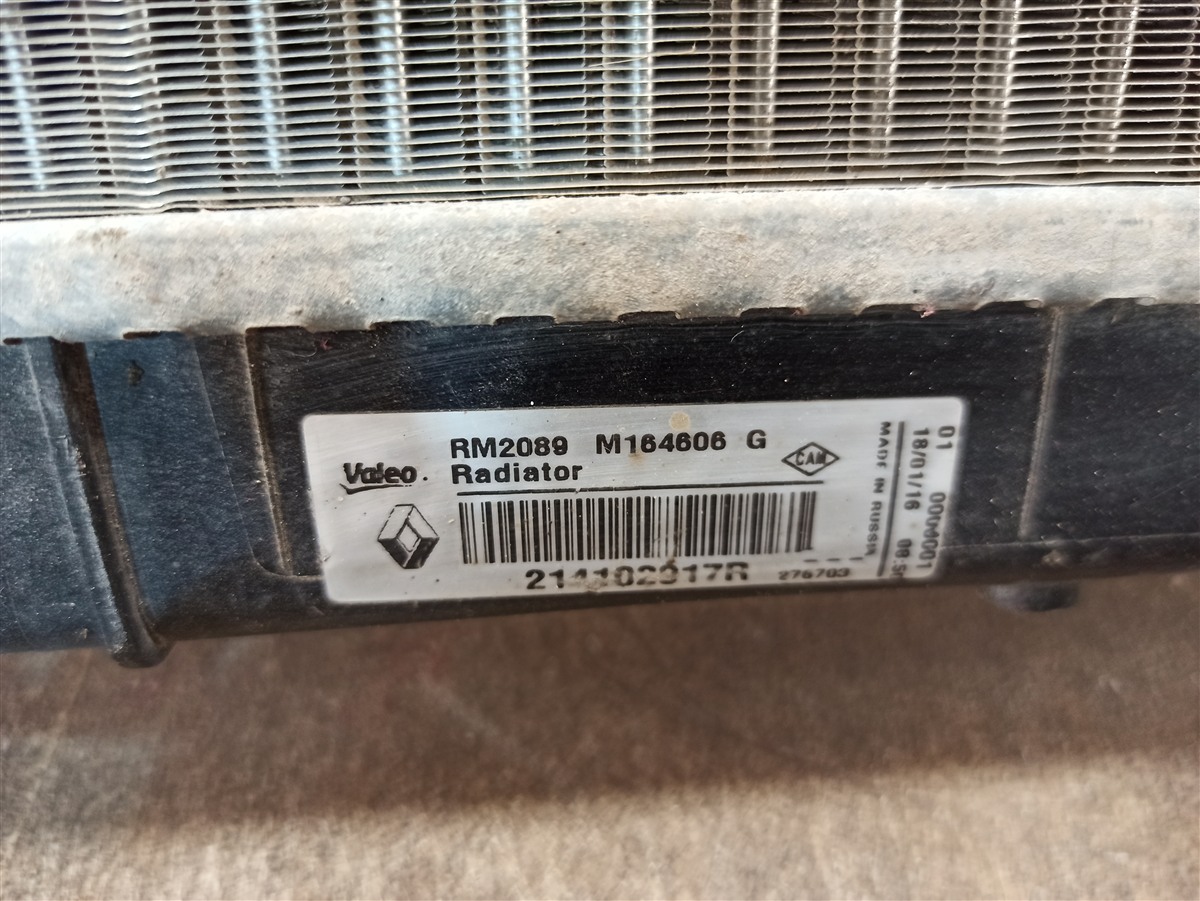 RM2089 M164606 G
Valeo. Radiator
CAM
276703
01
18/01/16
MADE IN RUSSIA